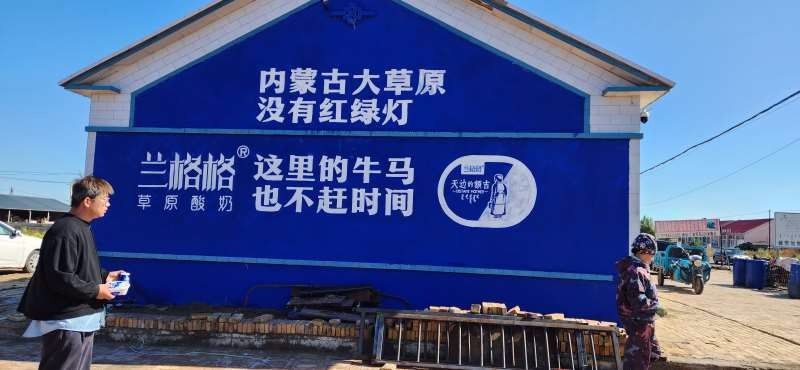 内蒙古大草原
没有红绿灯
兰格格®
草原酸奶
这里的牛马
也不赶时间
兰格格
天边的额吉